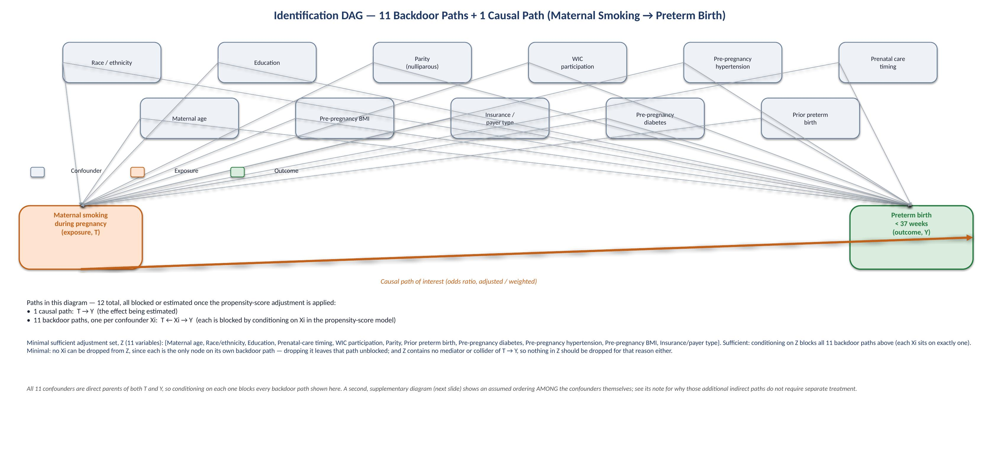 Identification DAG — 11 Backdoor Paths + 1 Causal Path (Maternal Smoking → Preterm Birth)
Race / ethnicity
Education
Parity
(nulliparous)
WIC
participation
Pre-pregnancy
hypertension
Prenatal care
timing
Maternal age
Pre-pregnancy BMI
Insurance /
payer type
Pre-pregnancy
diabetes
Prior preterm
birth
Confounder
Exposure
Outcome
Maternal smoking
during pregnancy
(exposure, T)
Preterm birth
< 37 weeks
(outcome, Y)
Causal path of interest (odds ratio, adjusted / weighted)
Paths in this diagram — 12 total, all blocked or estimated once the propensity-score adjustment is applied:
• 1 causal path: T → Y (the effect being estimated)
• 11 backdoor paths, one per confounder Xi: T ← Xi → Y (each is blocked by conditioning on Xi in the propensity-score model)
Minimal sufficient adjustment set, Z (11 variables): {Maternal age, Race/ethnicity, Education, Prenatal-care timing, WIC participation, Parity, Prior preterm birth, Pre-pregnancy diabetes, Pre-pregnancy hypertension, Pre-pregnancy BMI, Insurance/payer type}. Sufficient: conditioning on Z blocks all 11 backdoor paths above (each Xi sits on exactly one).
Minimal: no Xi can be dropped from Z, since each is the only node on its own backdoor path — dropping it leaves that path unblocked; and Z contains no mediator or collider of T → Y, so nothing in Z should be dropped for that reason either.
All 11 confounders are direct parents of both T and Y, so conditioning on each one blocks every backdoor path shown here. A second, supplementary diagram (next slide) shows an assumed ordering AMONG the confounders themselves; see its note for why those additional indirect paths do not require separate treatment.